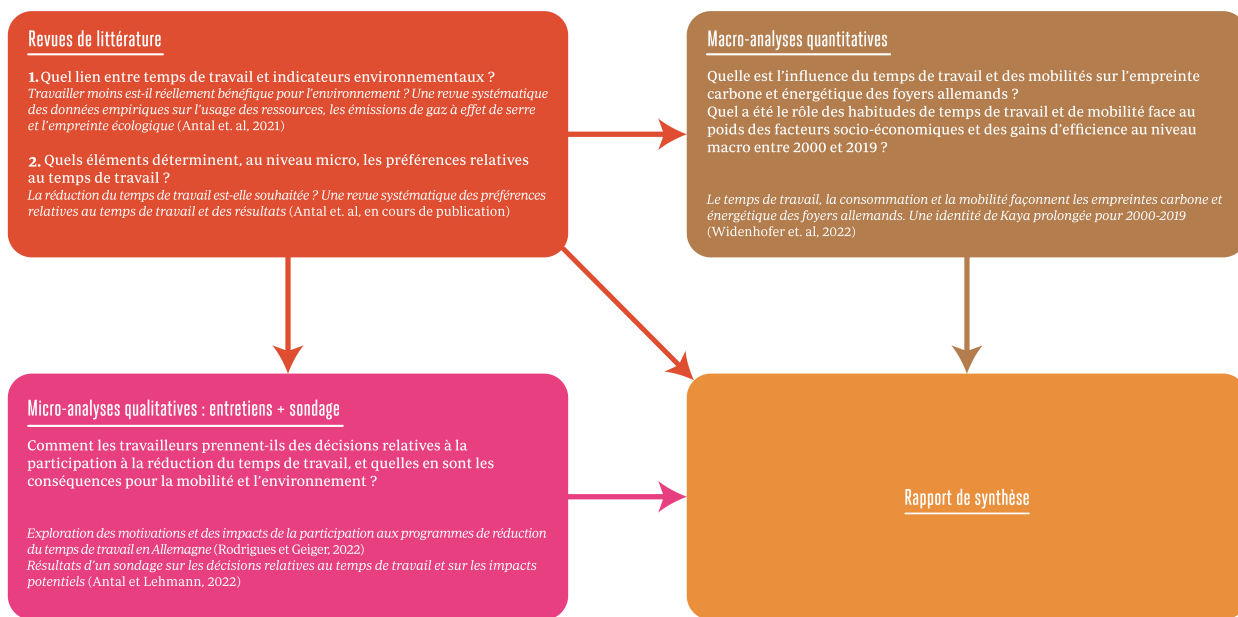 Revues de littérature
1. Quel lien entre temps de travail et indicateurs environnementaux ?
Travailler moins est-il réellement bénéfique pour l'environnement ? Une revue systématique
des données empiriques sur l'usage des ressources, les émissions de gaz à effet de serre
et l'empreinte écologique (Antal et. al, 2021)
2. Quels éléments déterminent, au niveau micro, les préférences relatives
au temps de travail ?
La réduction du temps de travail est-elle souhaitée ? Une revue systématique des préférences
relatives au temps de travail et des résultats (Antal et. al, en cours de publication)
Macro-analyses quantitatives
Quelle est l'influence du temps de travail et des mobilités sur l'empreinte
carbone et énergétique des foyers allemands ?
Quel a été le rôle des habitudes de temps de travail et de mobilité face au
poids des facteurs socio-économiques et des gains d'efficience au niveau
macro entre 2000 et 2019 ?
Le temps de travail, la consommation et la mobilité façonnent les empreintes carbone et
énergétique des foyers allemands. Une identité de Kaya prolongée pour 2000-2019
(Widenhofer et. al, 2022)
Micro-analyses qualitatives : entretiens + sondage
Comment les travailleurs prennent-ils des décisions relatives à la
participation à la réduction du temps de travail, et quelles en sont les
conséquences pour la mobilité et l'environnement ?
Exploration des motivations et des impacts de la participation aux programmes de réduction
du temps de travail en Allemagne (Rodrigues et Geiger, 2022)
Résultats d'un sondage sur les décisions relatives au temps de travail et sur les impacts
potentiels (Antal et Lehmann, 2022)
Rapport de synthèse